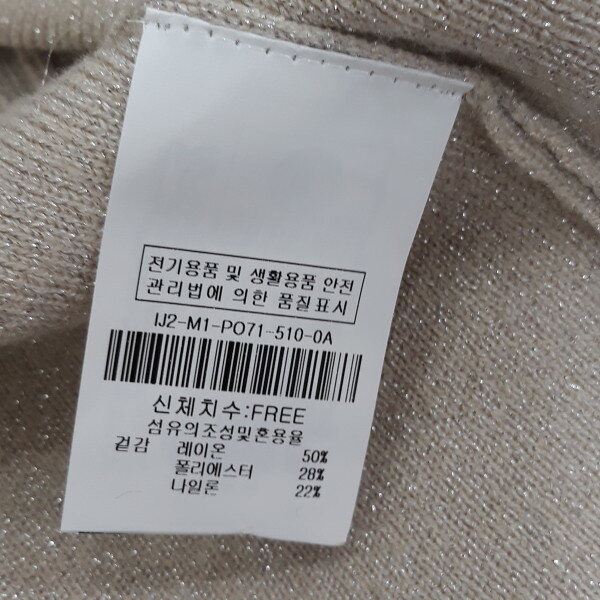 전기용품 및 생활용품 안전
관리법에 의한 품질표시
IJ2-M1-PO71-510-0A
신체치수:FREE
섬유의조성및혼용율
겉감 레이온 50%
폴리에스터 28%
나일론 22%